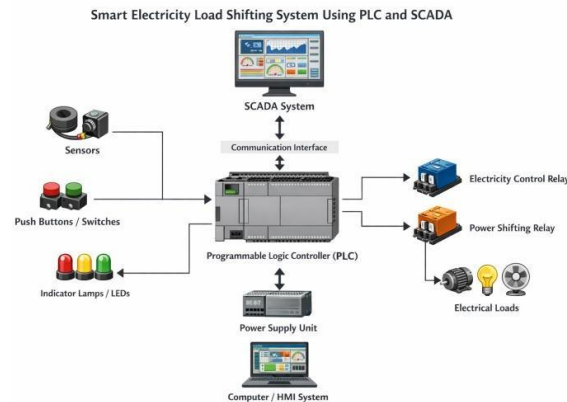 Smart Electricity Load Shifting System Using PLC and SCADA
SCADA System
Communication Interface
Sensors
Electricity Control Relay
Push Buttons / Switches
Power Shifting Relay
Programmable Logic Controller (PLC)
Indicator Lamps / LEDs
Electrical Loads
Power Supply Unit
Computer / HMI System